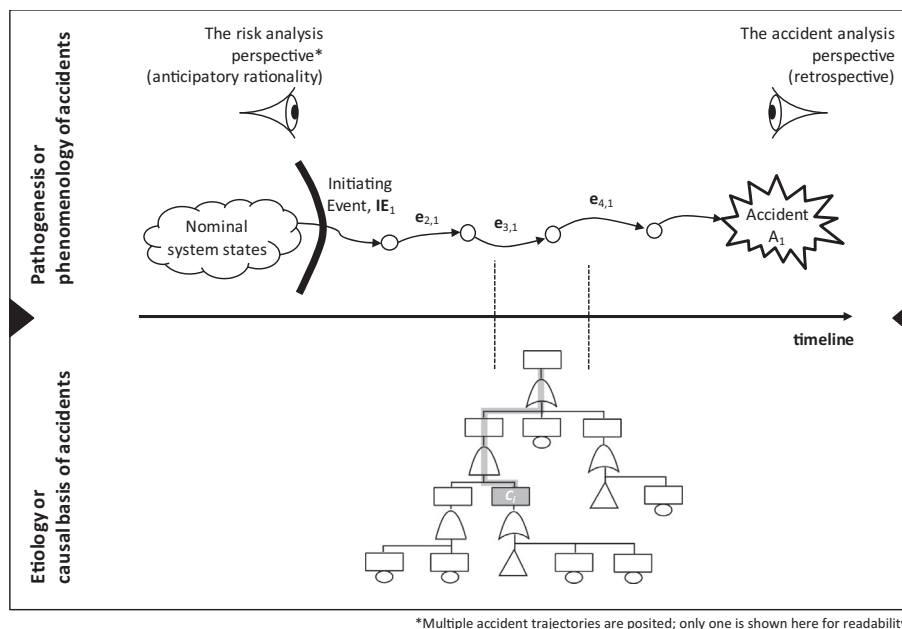 The risk analysis
perspective*
(anticipatory rationality)
The accident analysis
perspective
(retrospective)
Pathogenesis or
phenomenology of accidents
Nominal
system states
Initiating
Event, IE1
e2,1
e3,1
e4,1
Accident
A1
timeline
Etiology or
causal basis of accidents
Ci
*Multiple accident trajectories are posited; only one is shown here for readability